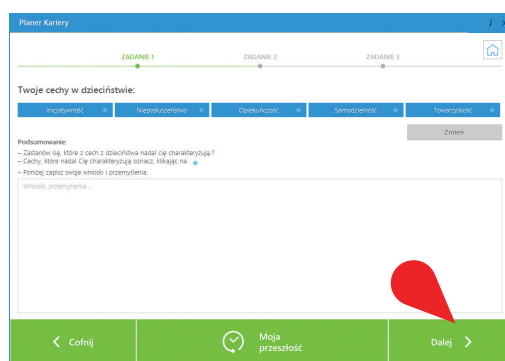 Planer Kariery
ZADANIE 1 ZADANIE 2 ZADANIE 3
Twoje cechy w dzieciństwie:
Inicjatywność Nieposłuszeństwo Opiekuńczość Samodzielność Towarzyskość
Zmień
Podsumowanie:
– Zastanów się, które z cech z dzieciństwa nadal cię charakteryzują?
– Cechy, które nadal Cię charakteryzują oznacz, klikając na
– Poniżej zapisz swoje wnioski i przemyślenia.
Wnioski, przemyślenia ...
Cofnij
Moja
przeszłość
Dalej